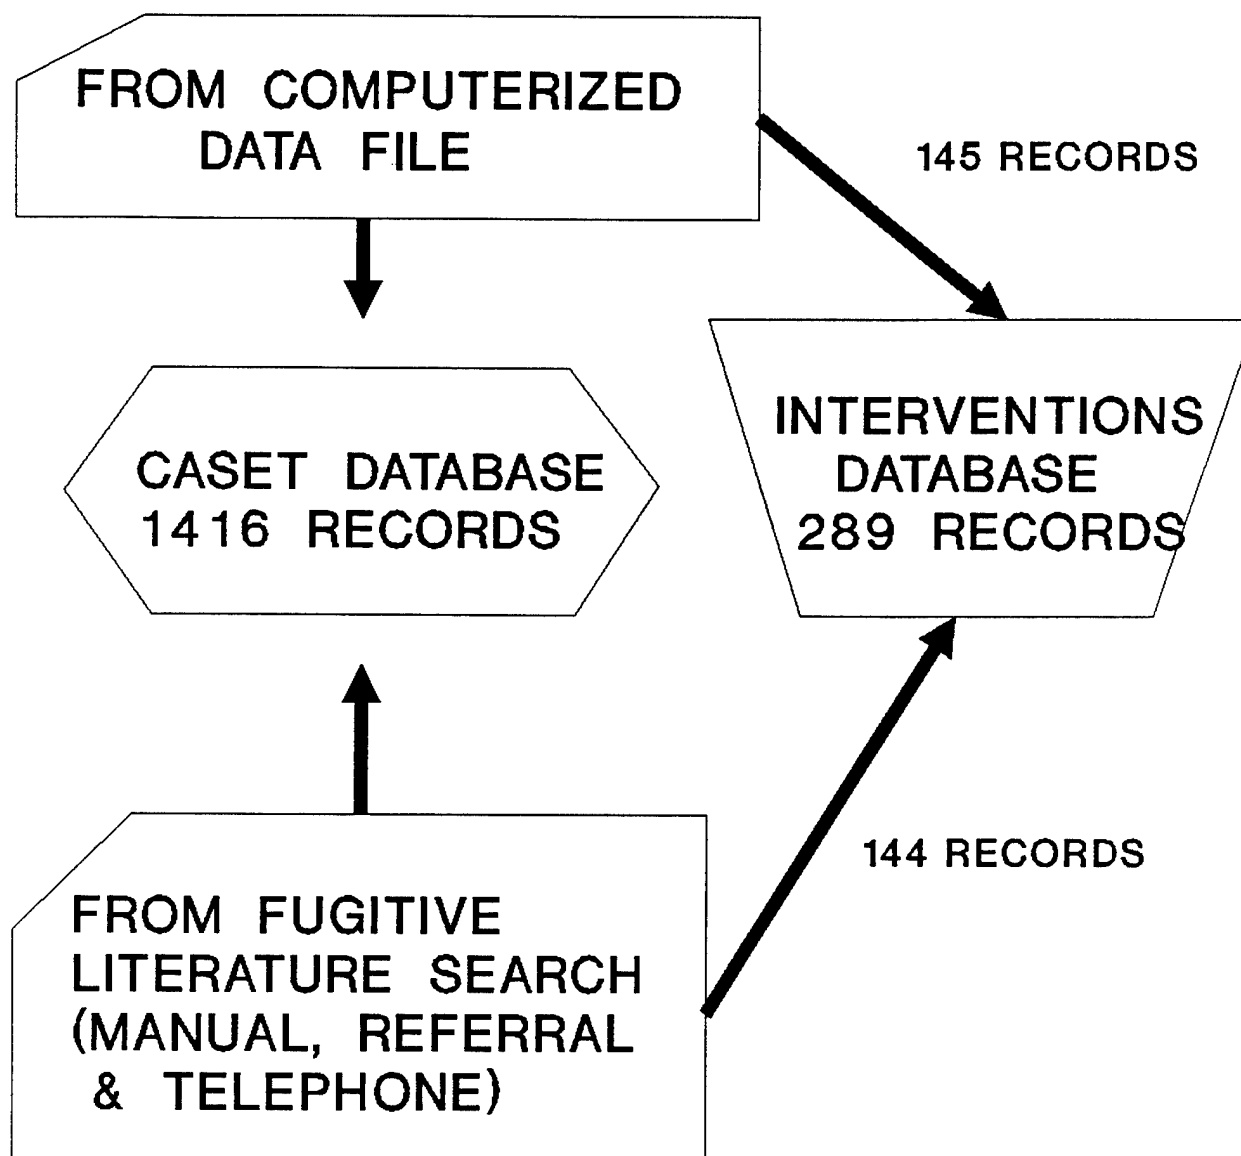 FROM COMPUTERIZED
DATA FILE
145 RECORDS
CASET DATABASE
1416 RECORDS
INTERVENTIONS
DATABASE
289 RECORDS
144 RECORDS
FROM FUGITIVE
LITERATURE SEARCH
(MANUAL, REFERRAL
& TELEPHONE)